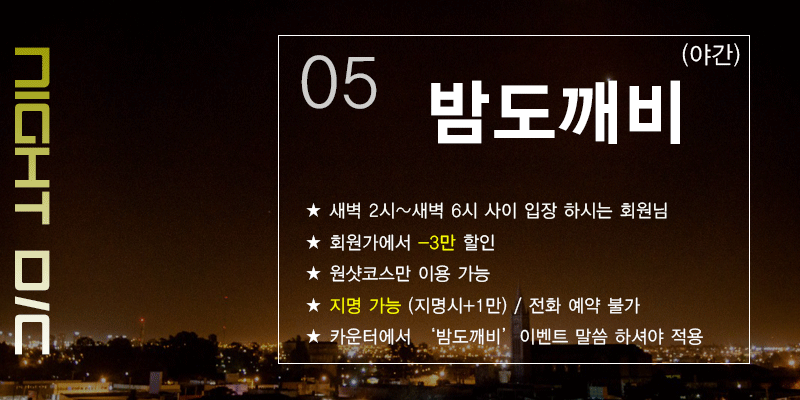 NIGHT D/C
05
(야간)
밤도깨비
★ 새벽 2시~새벽 6시 사이 입장 하시는 회원님
★ 회원가에서 -3만 할인
★ 원샷코스만 이용 가능
★ 지명 가능 (지명시+1만) / 전화 예약 불가
★ 카운터에서 ‘밤도깨비’ 이벤트 말씀 하셔야 적용